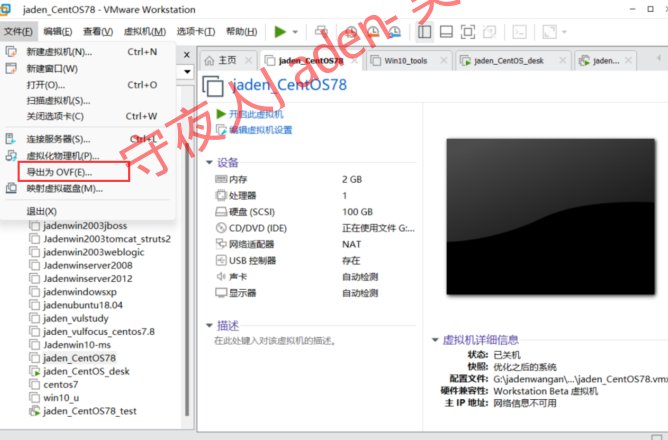 jaden_CentOS78 - VMware Workstation
文件(F) 编辑(E) 查看(V) 虚拟机(M) 选项卡(T) 帮助(H)
新建虚拟机(N)... Ctrl+N
新建窗口(W)
打开(O)... Ctrl+O
扫描虚拟机(S)...
关闭选项卡(C) Ctrl+W
连接服务器(S)... Ctrl+L
虚拟化物理机(P)...
导出为 OVF(E)...
映射虚拟磁盘(M)...
退出(X)
jadenwin2003jboss
Jadenwin2003tomcat_struts2
jadenwin2003weblogic
Jadenwinserver2008
Jadenwinserver2012
jadenwindowsxp
jadenubuntu18.04
jaden_vulstudy
jaden_vulfocus_centos7.8
Jadenwin10-ms
jaden_CentOS78
jaden_CentOS_desk
centos7
win10_u
jaden_CentOS78_test
主页 jaden_CentOS78 Win10_tools jaden_CentOS_desk jaden...
jaden_CentOS78
开启此虚拟机
编辑虚拟机设置
设备
内存 2 GB
处理器 1
硬盘 (SCSI) 100 GB
CD/DVD (IDE) 正在使用文件 G:...
网络适配器 NAT
USB 控制器 存在
声卡 自动检测
显示器 自动检测
描述
在此处键入对该虚拟机的描述。
虚拟机详细信息
状态: 已关机
快照: 优化之后的系统
配置文件: G:\jadenwangan\...\jaden_CentOS78.vmx
硬件兼容性: Workstation Beta 虚拟机
主 IP 地址: 网络信息不可用
守夜人Jaden-